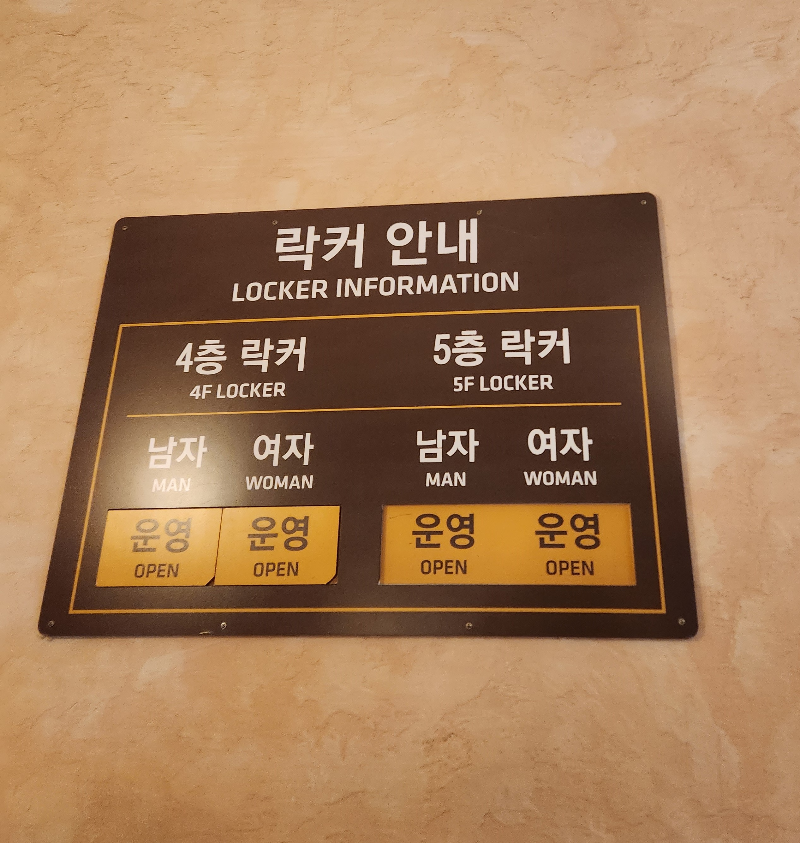 락커 안내
LOCKER INFORMATION
4층 락커 5층 락커
4F LOCKER 5F LOCKER
남자 여자 남자 여자
MAN WOMAN MAN WOMAN
운영 운영 운영 운영
OPEN OPEN OPEN OPEN